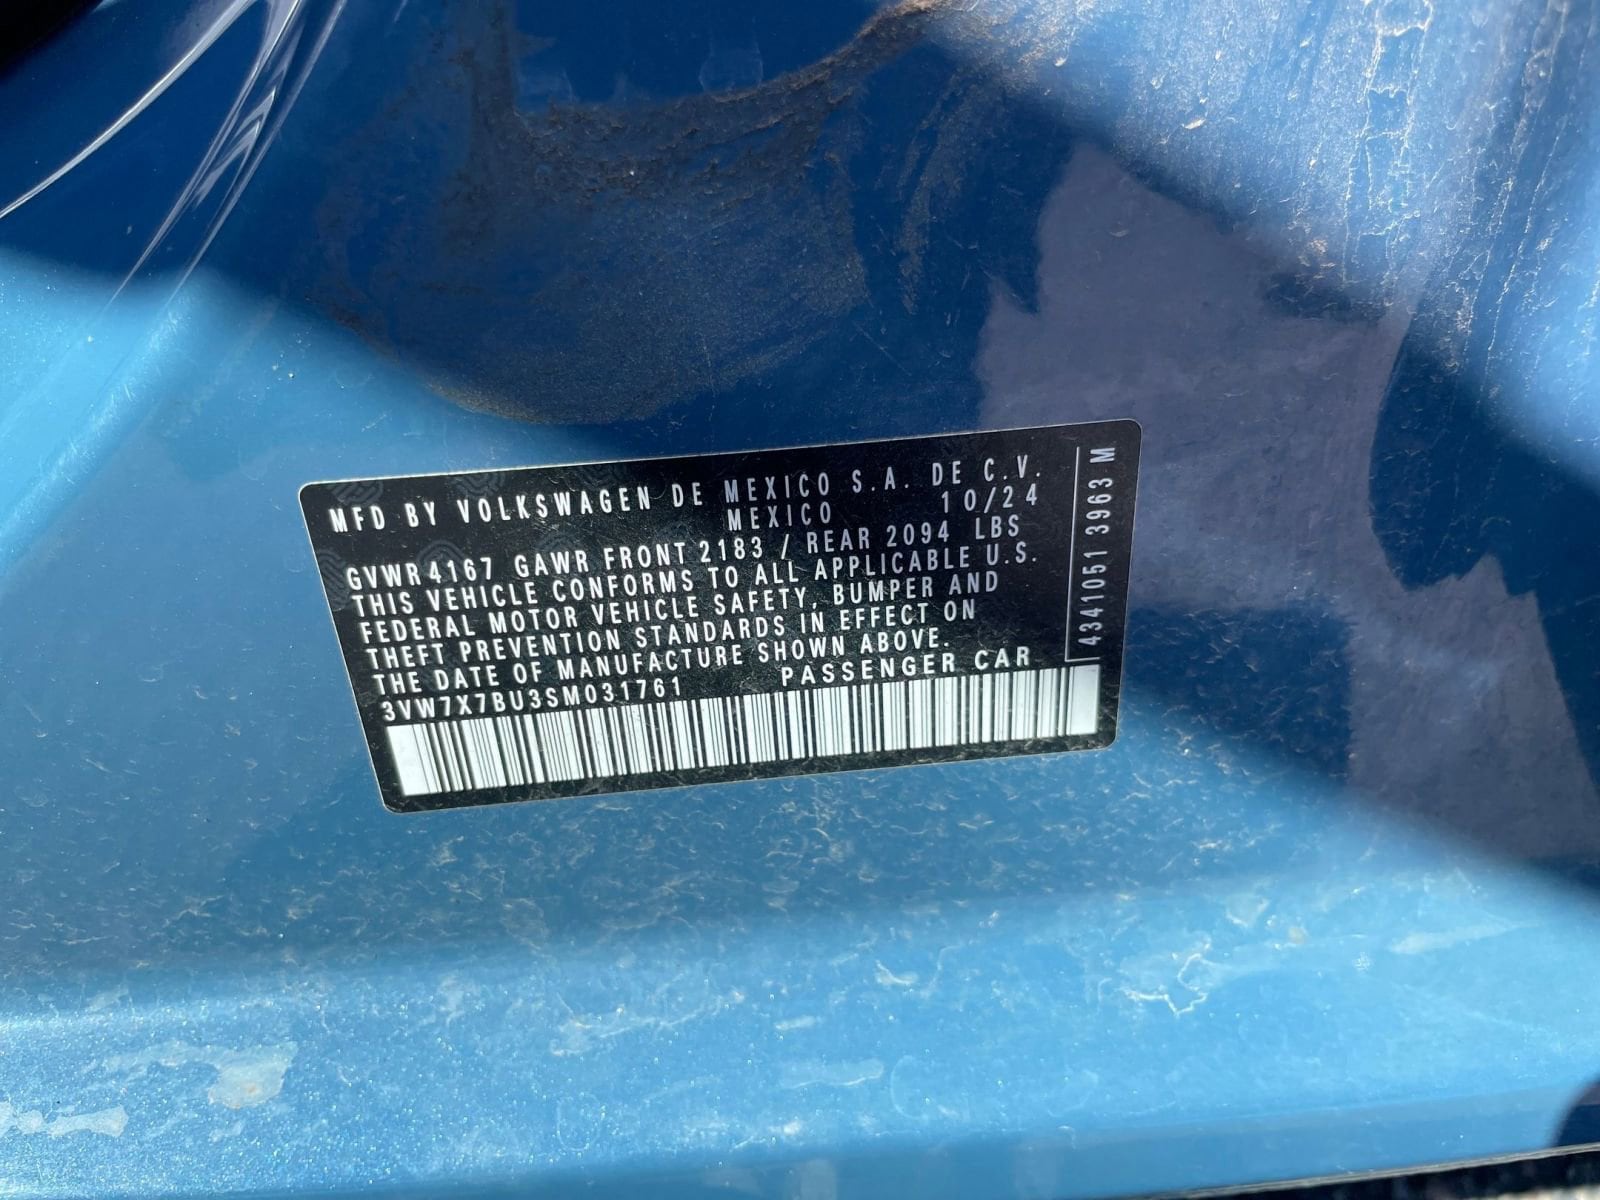 MFD BY VOLKSWAGEN DE MEXICO S.A. DE C.V.
MEXICO 10/24
GVWR 4167 GAWR FRONT 2183 / REAR 2094 LBS
THIS VEHICLE CONFORMS TO ALL APPLICABLE U.S.
FEDERAL MOTOR VEHICLE SAFETY, BUMPER AND
THEFT PREVENTION STANDARDS IN EFFECT ON
THE DATE OF MANUFACTURE SHOWN ABOVE.
3VW7X7BU3SM031761 PASSENGER CAR
4341051 3963 M